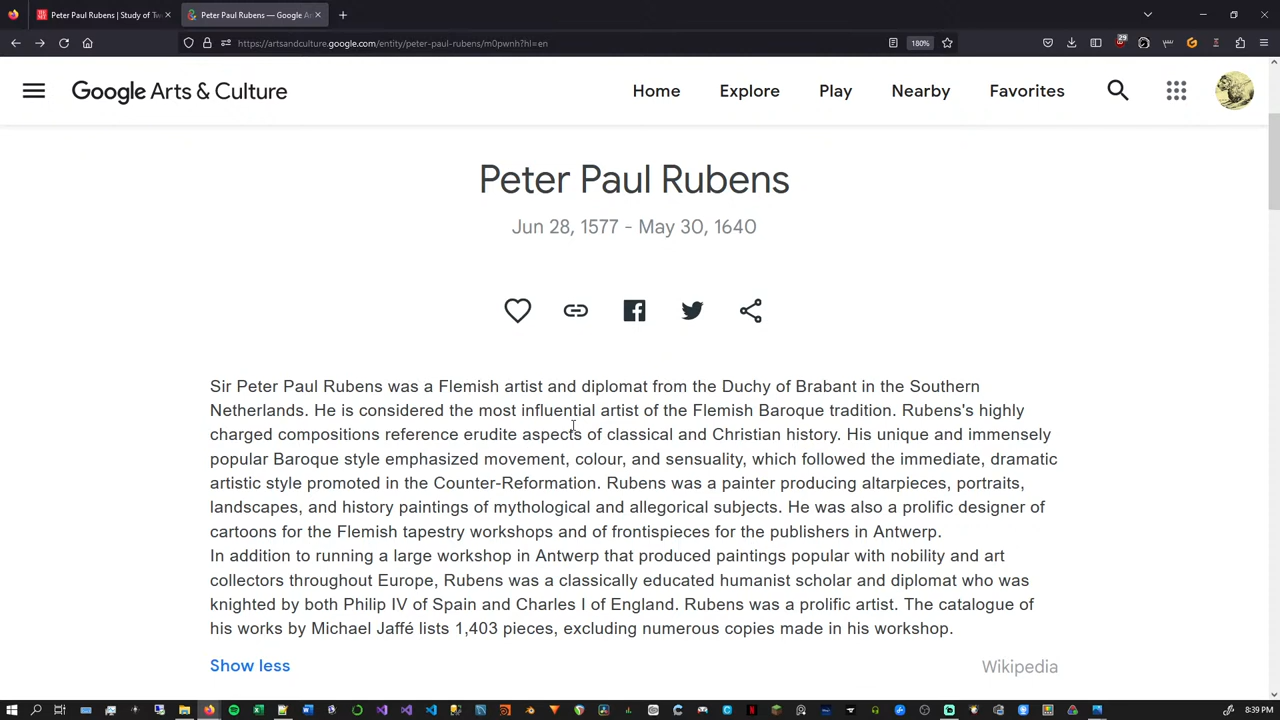 Peter Paul Rubens | Study of Tw
Peter Paul Rubens — Google Ar
https://artsandculture.google.com/entity/peter-paul-rubens/m0pwnh?hl=en
180%
29
Google Arts & Culture
Home Explore Play Nearby Favorites
Peter Paul Rubens
Jun 28, 1577 - May 30, 1640
Sir Peter Paul Rubens was a Flemish artist and diplomat from the Duchy of Brabant in the Southern
Netherlands. He is considered the most influential artist of the Flemish Baroque tradition. Rubens's highly
charged compositions reference erudite aspects of classical and Christian history. His unique and immensely
popular Baroque style emphasized movement, colour, and sensuality, which followed the immediate, dramatic
artistic style promoted in the Counter-Reformation. Rubens was a painter producing altarpieces, portraits,
landscapes, and history paintings of mythological and allegorical subjects. He was also a prolific designer of
cartoons for the Flemish tapestry workshops and of frontispieces for the publishers in Antwerp.
In addition to running a large workshop in Antwerp that produced paintings popular with nobility and art
collectors throughout Europe, Rubens was a classically educated humanist scholar and diplomat who was
knighted by both Philip IV of Spain and Charles I of England. Rubens was a prolific artist. The catalogue of
his works by Michael Jaffé lists 1,403 pieces, excluding numerous copies made in his workshop.
Show less
Wikipedia
8:39 PM